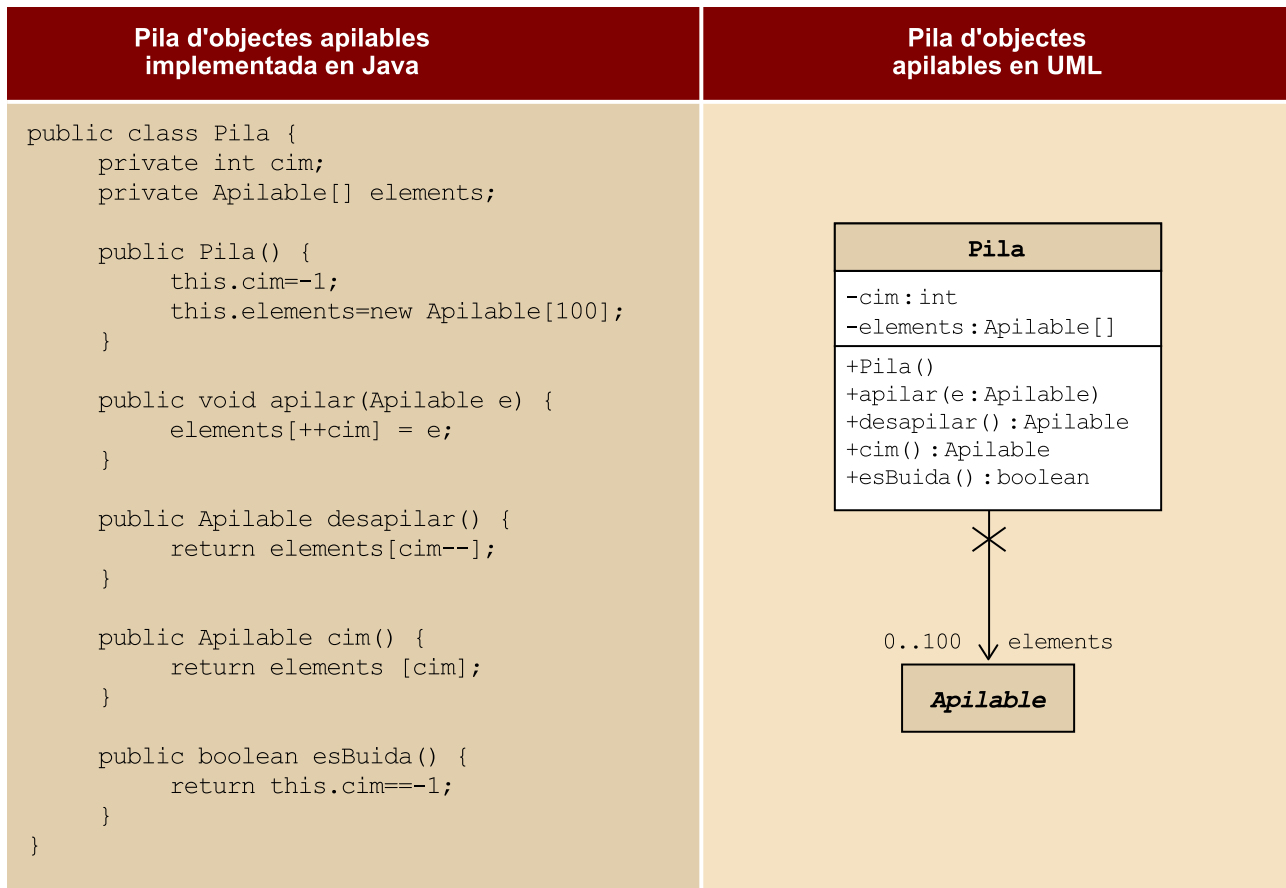 Pila d'objectes apilables
implementada en Java
public class Pila {
private int cim;
private Apilable[] elements;
public Pila() {
this.cim=-1;
this.elements=new Apilable[100];
}
public void apilar(Apilable e) {
elements[++cim] = e;
}
public Apilable desapilar() {
return elements[cim--];
}
public Apilable cim() {
return elements [cim];
}
public boolean esBuida() {
return this.cim==-1;
}
}
Pila d'objectes
apilables en UML
Pila
-cim:int
-elements:Apilable[]
+Pila()
+apilar(e:Apilable)
+desapilar():Apilable
+cim():Apilable
+esBuida():boolean
0..100 elements
Apilable